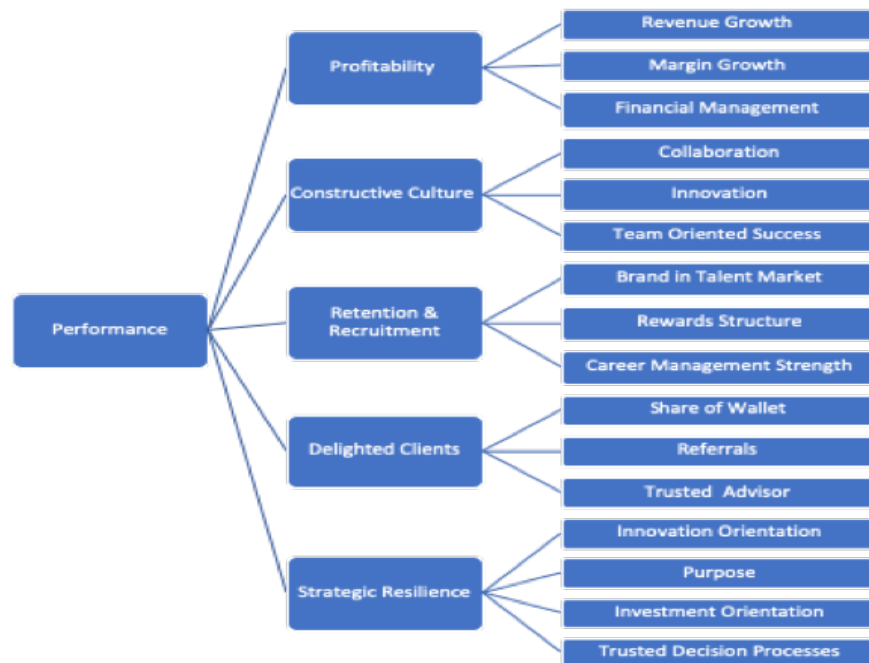 Performance
Profitability
Revenue Growth
Margin Growth
Financial Management
Constructive Culture
Collaboration
Innovation
Team Oriented Success
Retention &
Recruitment
Brand in Talent Market
Rewards Structure
Career Management Strength
Delighted Clients
Share of Wallet
Referrals
Trusted Advisor
Strategic Resilience
Innovation Orientation
Purpose
Investment Orientation
Trusted Decision Processes